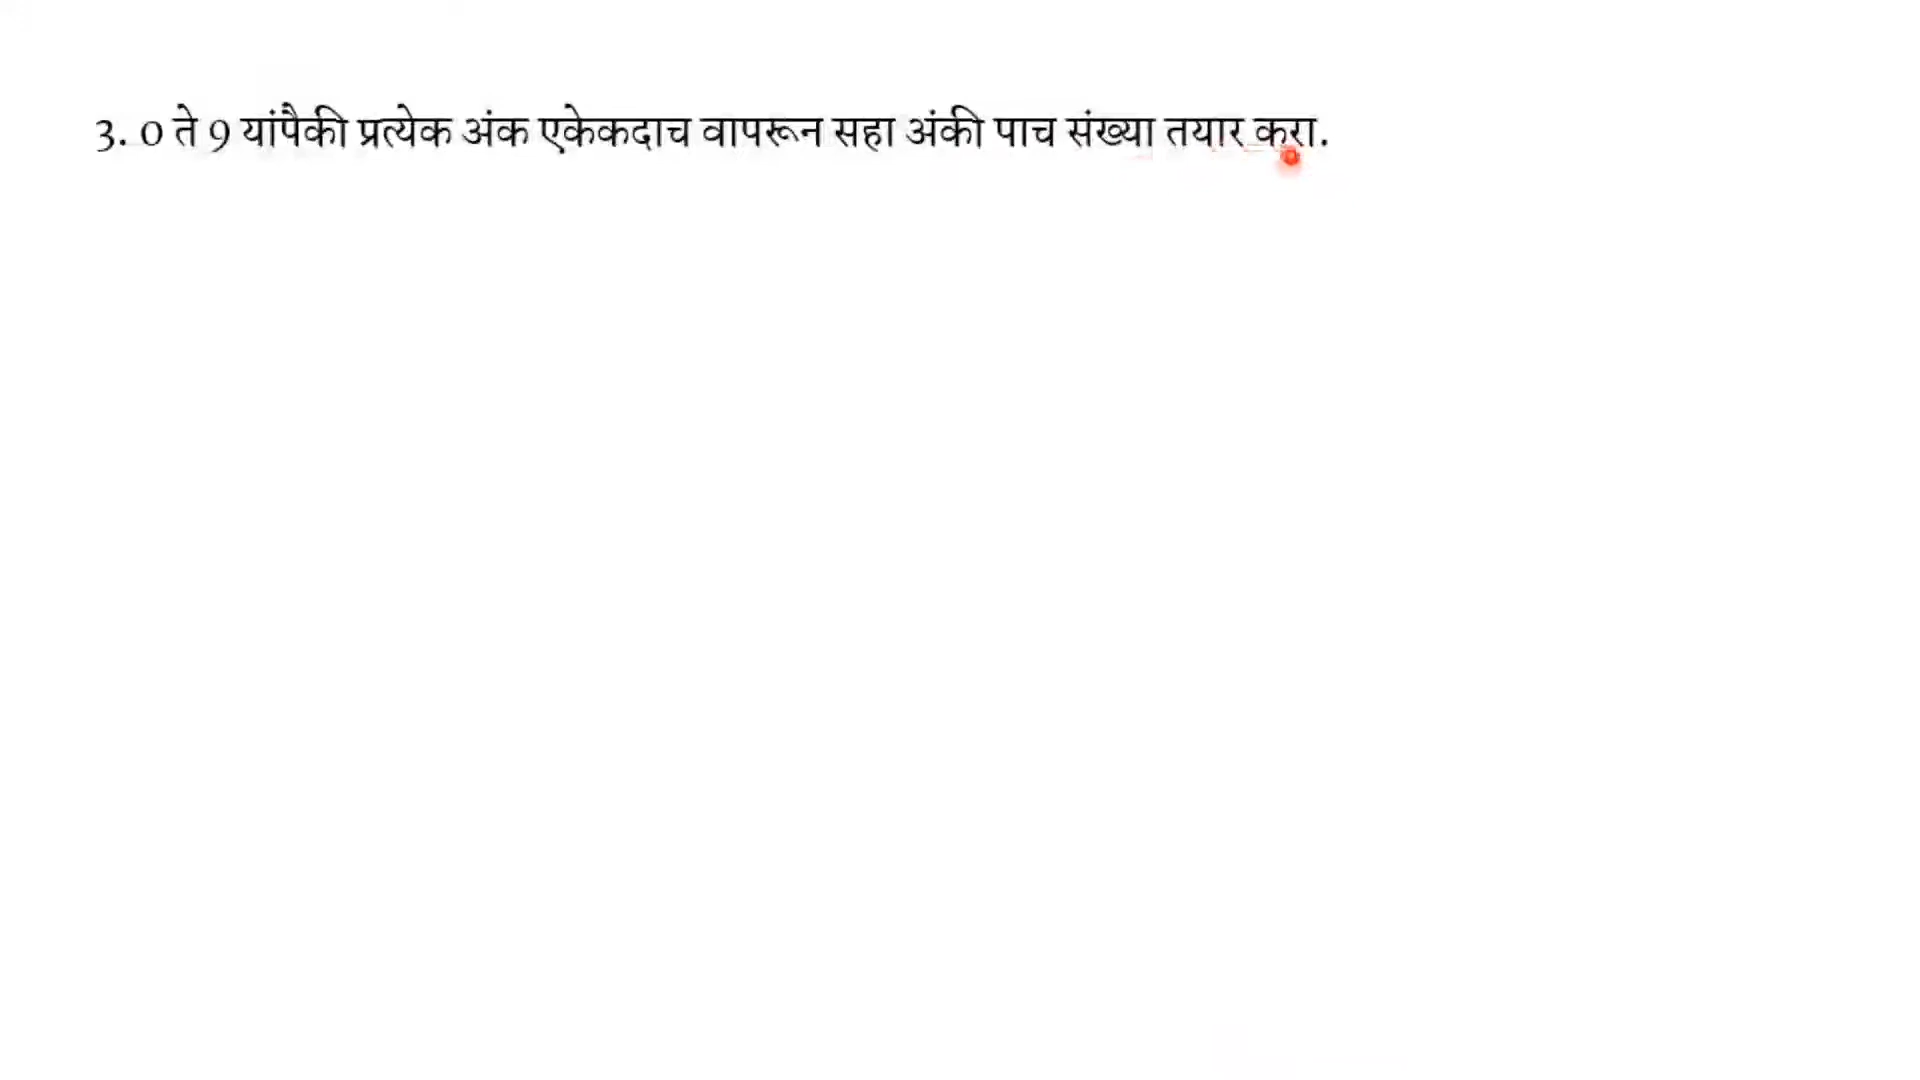 3. 0 ते 9 यांपैकी प्रत्येक अंक एकेकदाच वापरून सहा अंकी पाच संख्या तयार करा.